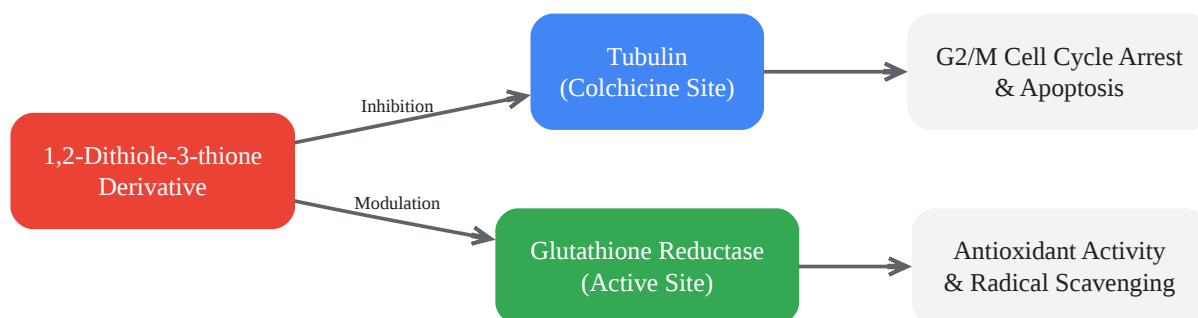 1,2-Dithiole-3-thione
Derivative
Inhibition
Modulation
Tubulin
(Colchicine Site)
Glutathione Reductase
(Active Site)
G2/M Cell Cycle Arrest
& Apoptosis
Antioxidant Activity
& Radical Scavenging